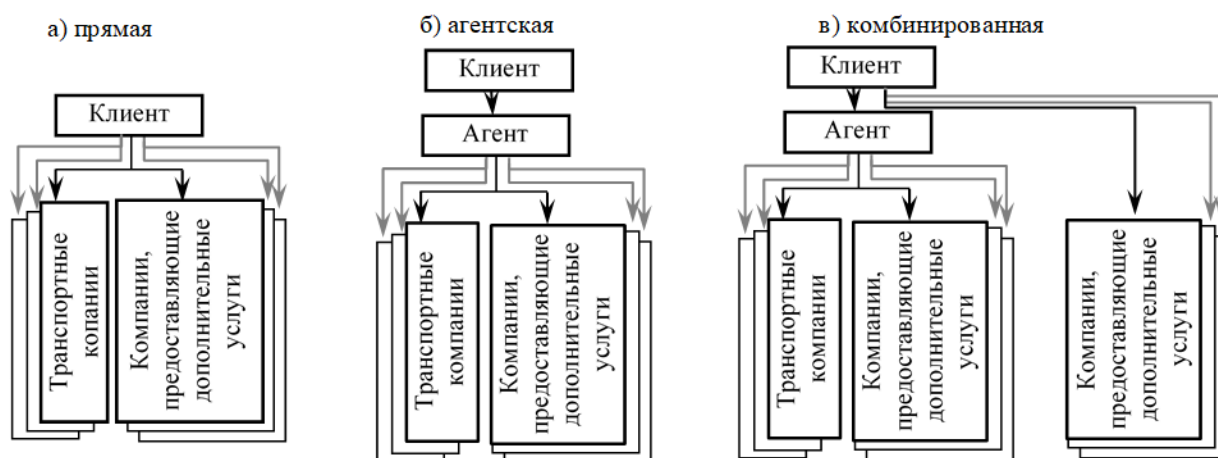 а) прямая
Клиент
Транспортные
копании
Компании,
предоставляющие
дополнительные
услуги
б) агентская
Клиент
Агент
Транспортные
компании
Компании,
предоставляющие
дополнительные
услуги
в) комбинированная
Клиент
Агент
Транспортные
компании
Компании,
предоставляющие
дополнительные
услуги
Компании,
предоставляющие
дополнительные
услуги